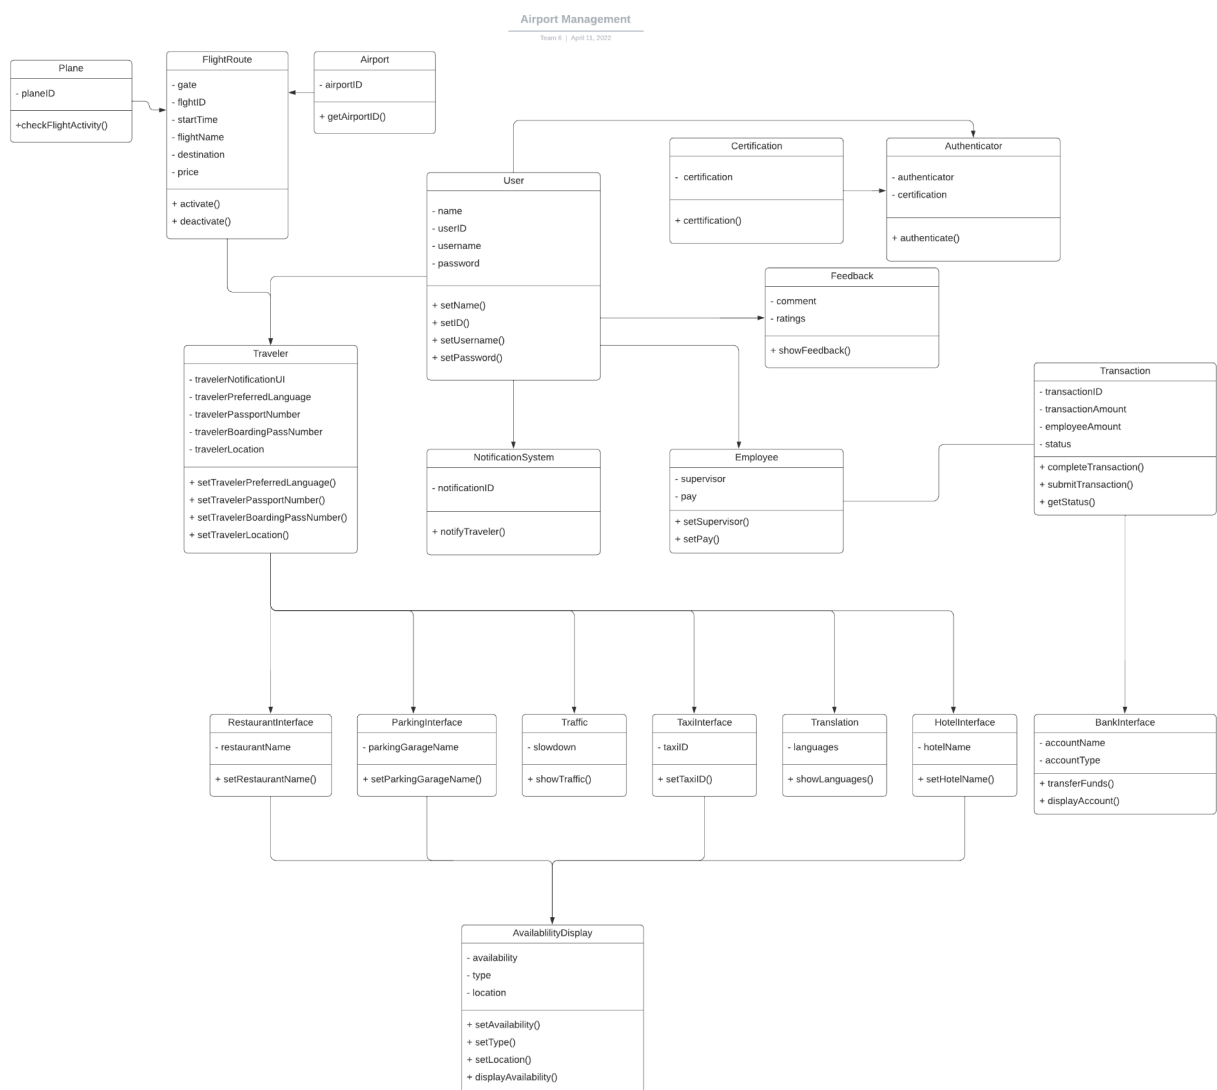 Airport Management
Team 6 | April 11, 2022
Plane
- planeID
+checkFlightActivity()
FlightRoute
- gate
- flghtID
- startTime
- flightName
- destination
- price
+ activate()
+ deactivate()
Airport
- airportID
+ getAirportID()
User
- name
- userID
- username
- password
+ setName()
+ setID()
+ setUsername()
+ setPassword()
Certification
- certification
+ certtification()
Authenticator
- authenticator
- certification
+ authenticate()
Feedback
- comment
- ratings
+ showFeedback()
Traveler
- travelerNotificationUI
- travelerPreferredLanguage
- travelerPassportNumber
- travelerBoardingPassNumber
- travelerLocation
+ setTravelerPreferredLanguage()
+ setTravelerPassportNumber()
+ setTravelerBoardingPassNumber()
+ setTravelerLocation()
NotificationSystem
- notificationID
+ notifyTraveler()
Employee
- supervisor
- pay
+ setSupervisor()
+ setPay()
Transaction
- transactionID
- transactionAmount
- employeeAmount
- status
+ completeTransaction()
+ submitTransaction()
+ getStatus()
RestaurantInterface
- restaurantName
+ setRestaurantName()
ParkingInterface
- parkingGarageName
+ setParkingGarageName()
Traffic
- slowdown
+ showTraffic()
TaxiInterface
- taxiID
+ setTaxiID()
Translation
- languages
+ showLanguages()
HotelInterface
- hotelName
+ setHotelName()
BankInterface
- accountName
- accountType
+ transferFunds()
+ displayAccount()
AvailablilityDisplay
- availability
- type
- location
+ setAvailability()
+ setType()
+ setLocation()
+ displayAvailability()